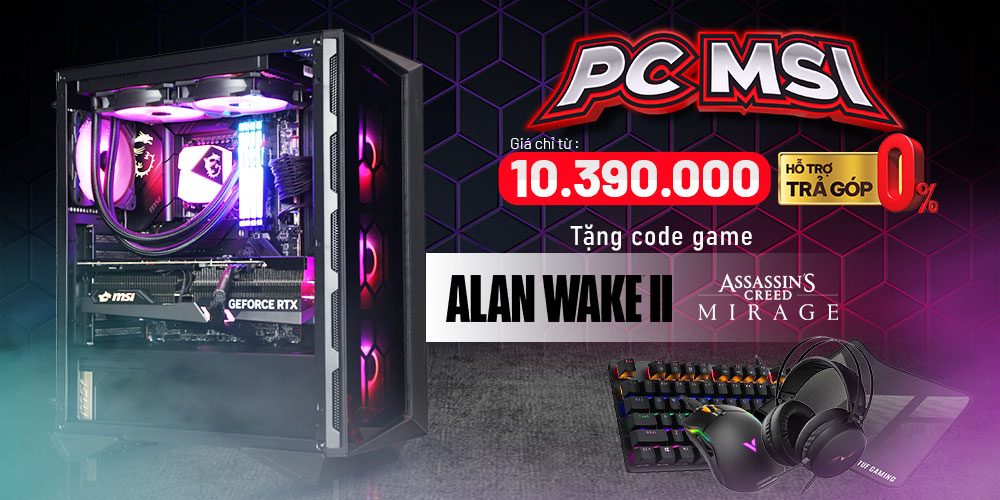 PC MSI
Giá chỉ từ :
10.390.000
HỖ TRỢ
TRẢ GÓP
0%
Tặng code game
ALAN WAKE II
ASSASSIN'S
CREED
MIRAGE
msi
GEFORCE RTX
MSI
TUF GAMING